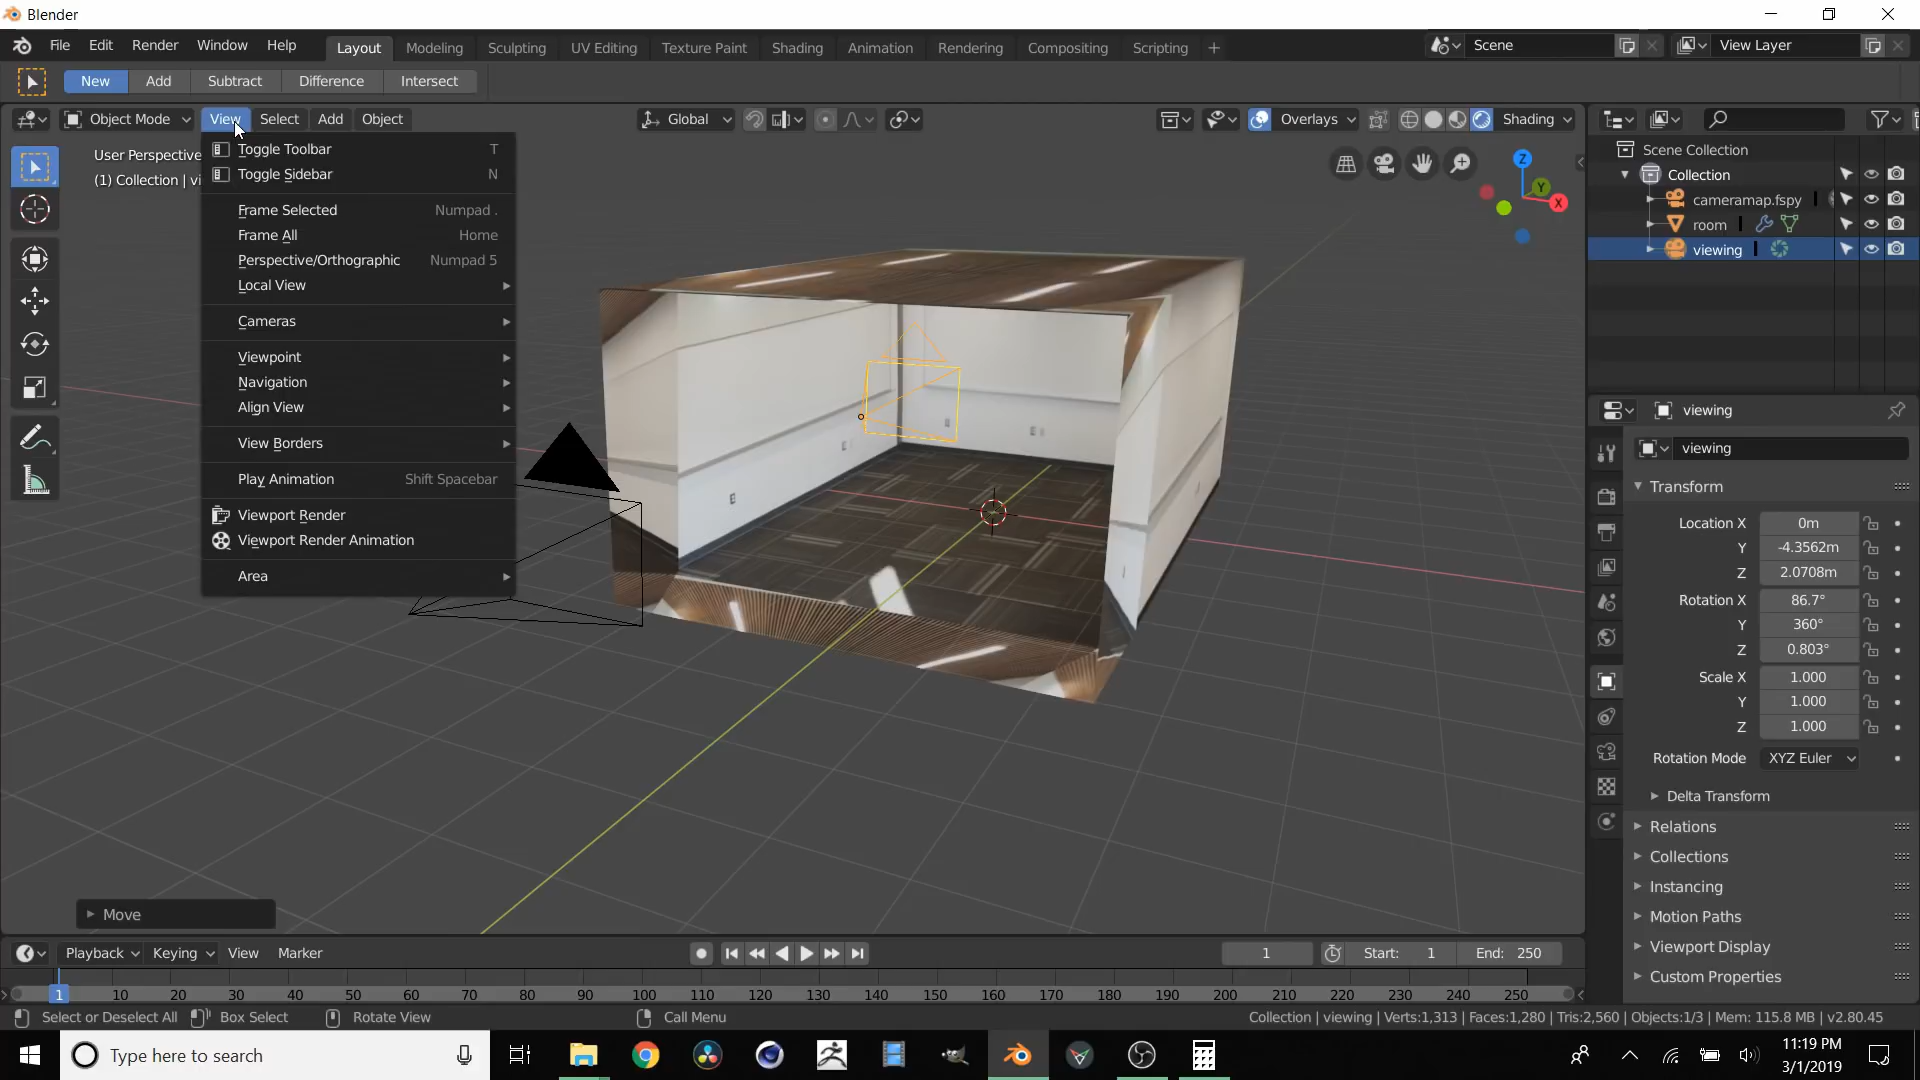 Blender
File Edit Render Window Help Layout Modeling Sculpting UV Editing Texture Paint Shading Animation Rendering Compositing Scripting + Scene View Layer
New Add Subtract Difference Intersect
Object Mode View Select Add Object Global Overlays Shading
User Perspective
(1) Collection | vi
Toggle Toolbar T
Toggle Sidebar N
Frame Selected Numpad .
Frame All Home
Perspective/Orthographic Numpad 5
Local View
Cameras
Viewpoint
Navigation
Align View
View Borders
Play Animation Shift Spacebar
Viewport Render
Viewport Render Animation
Area
Z
Y
X
Scene Collection
Collection
cameramap.fspy
room
viewing
viewing
viewing
Transform
Location X 0m
Y -4.3562m
Z 2.0708m
Rotation X 86.7°
Y 360°
Z 0.803°
Scale X 1.000
Y 1.000
Z 1.000
Rotation Mode XYZ Euler
Delta Transform
Relations
Collections
Instancing
Motion Paths
Viewport Display
Custom Properties
Move
Playback Keying View Marker 1 Start: 1 End: 250
1 10 20 30 40 50 60 70 80 90 100 110 120 130 140 150 160 170 180 190 200 210 220 230 240 250
Select or Deselect All Box Select Rotate View Call Menu Collection | viewing | Verts:1,313 | Faces:1,280 | Tris:2,560 | Objects:1/3 | Mem: 115.8 MB | v2.80.45
Type here to search
11:19 PM
3/1/2019